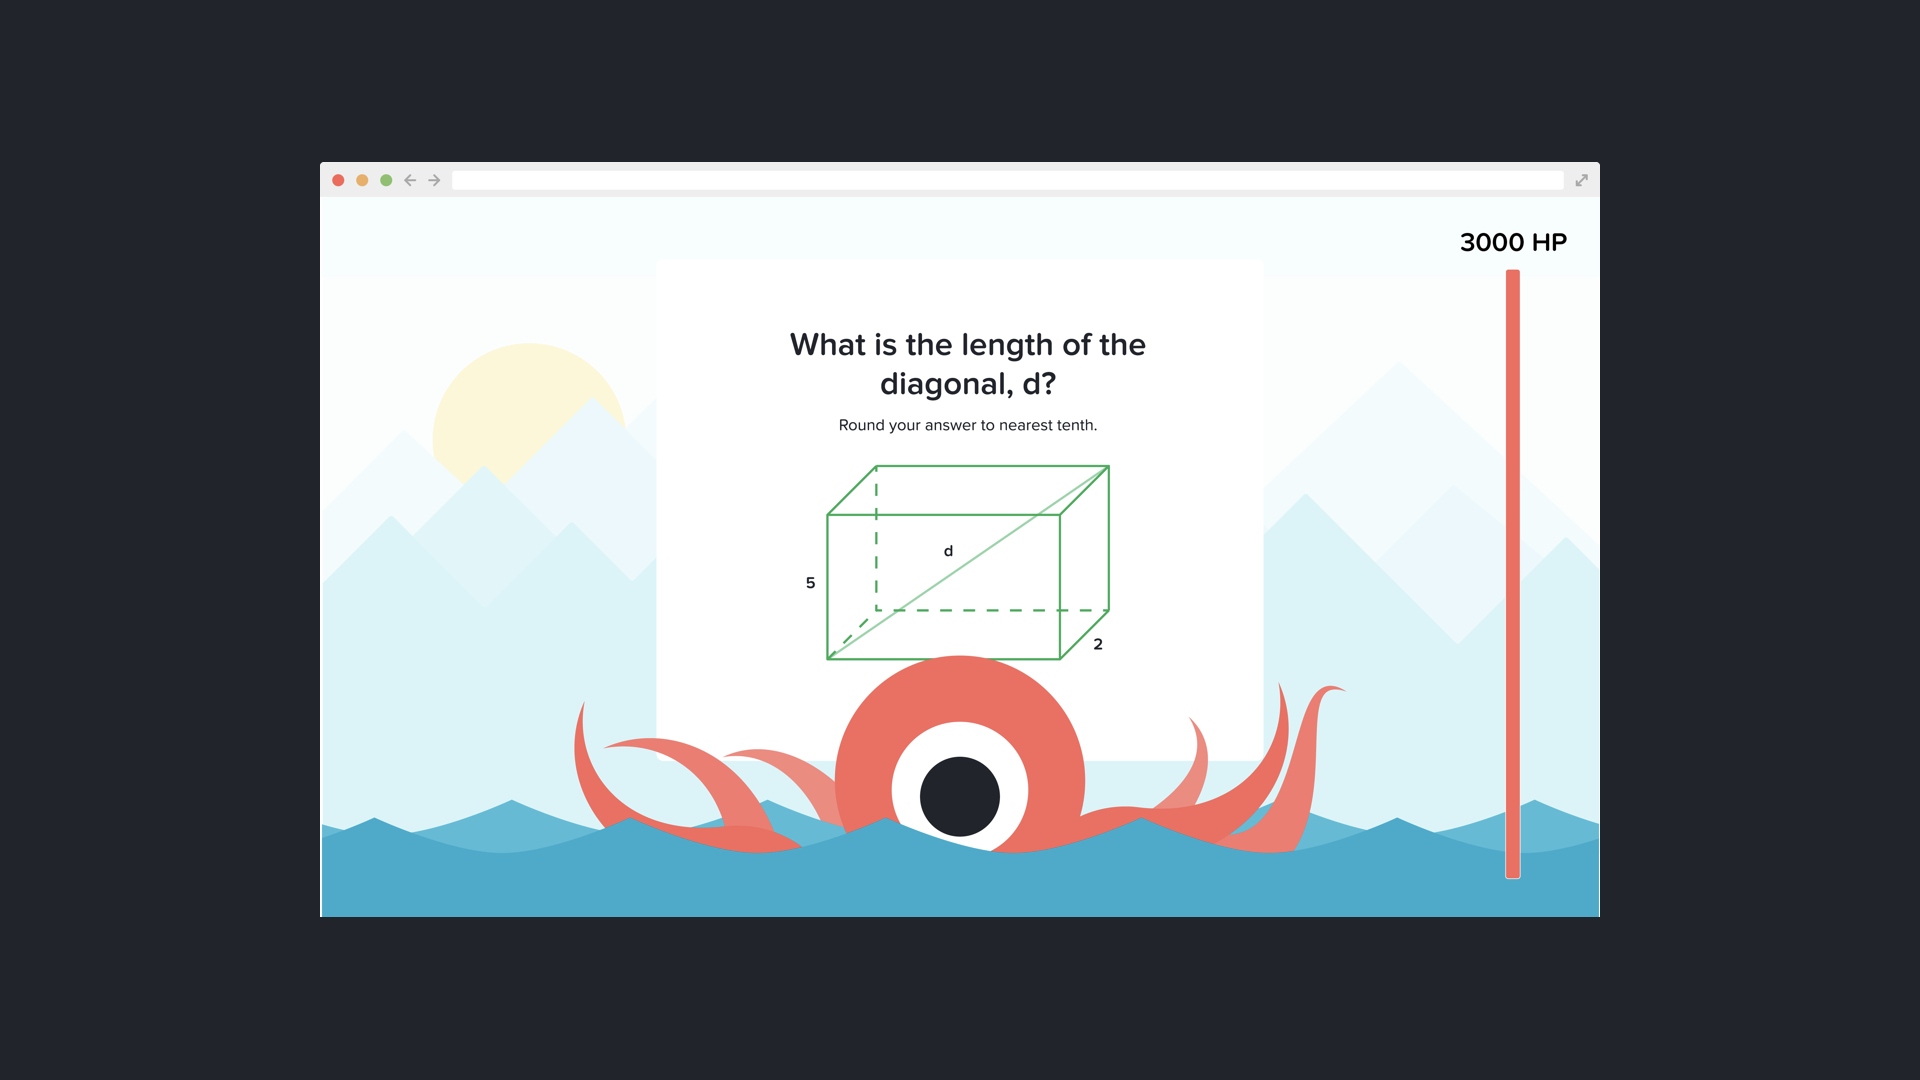 3000 HP
What is the length of the
diagonal, d?
Round your answer to nearest tenth.
d
5
2